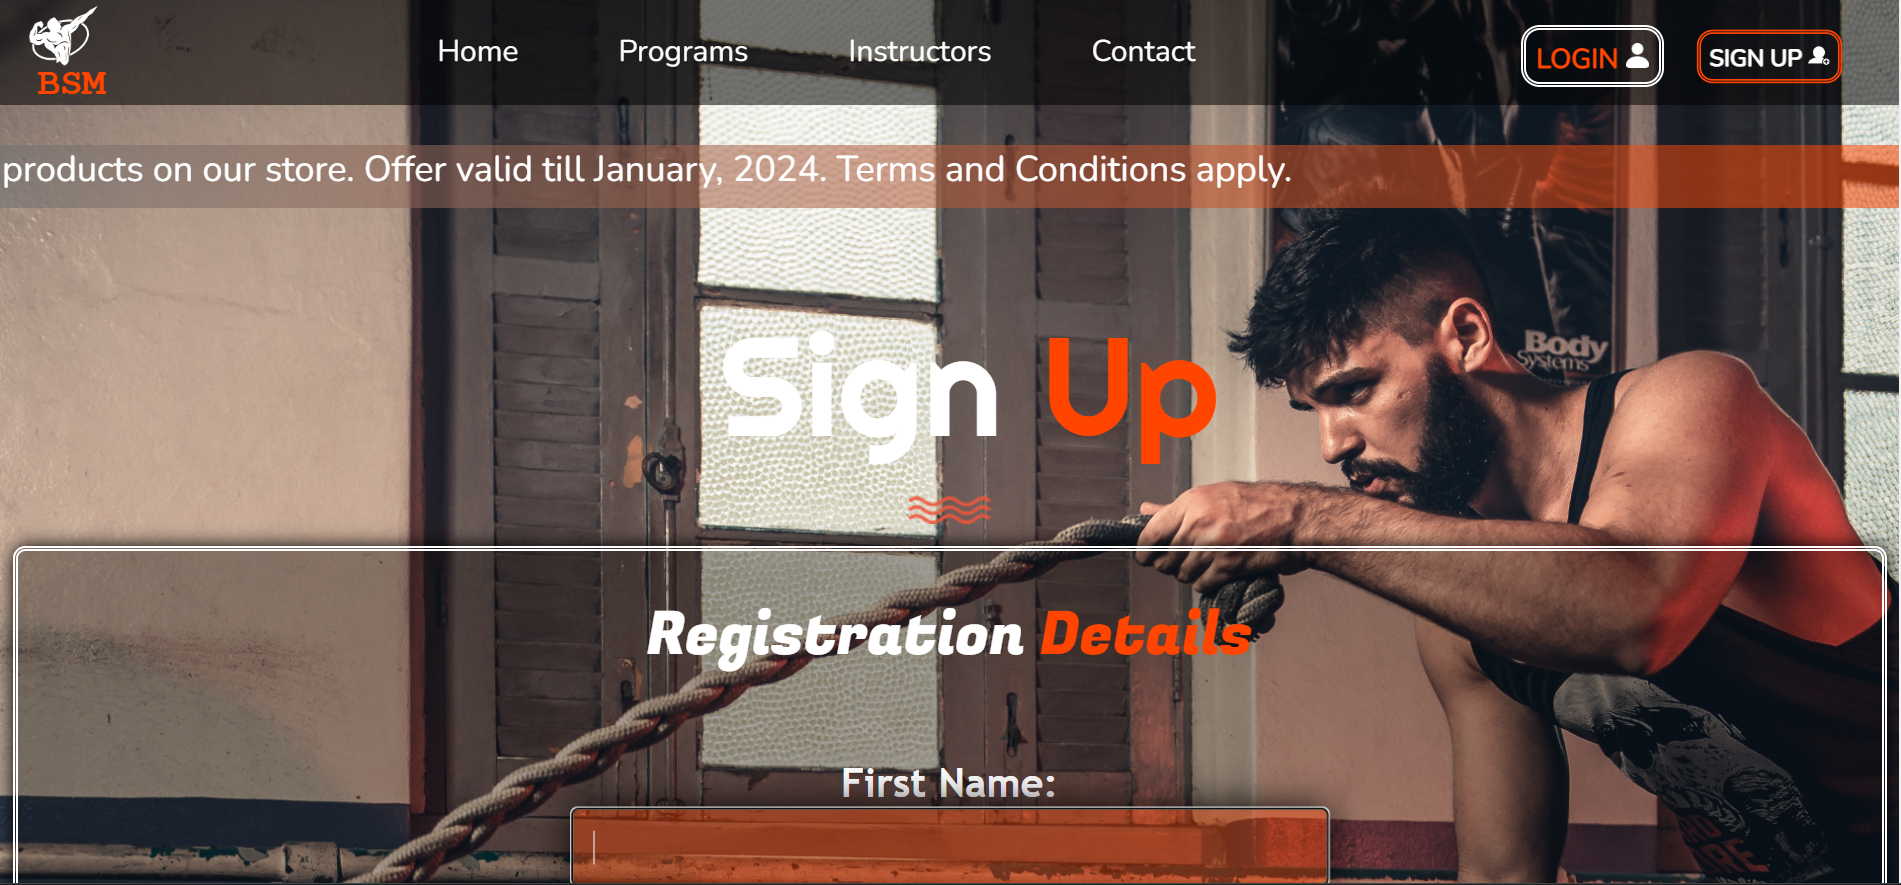 BSM
Home
Programs
Instructors
Contact
LOGIN
SIGN UP
products on our store. Offer valid till January, 2024. Terms and Conditions apply.
Sign Up
Body
Systems
Registration Details
First Name: